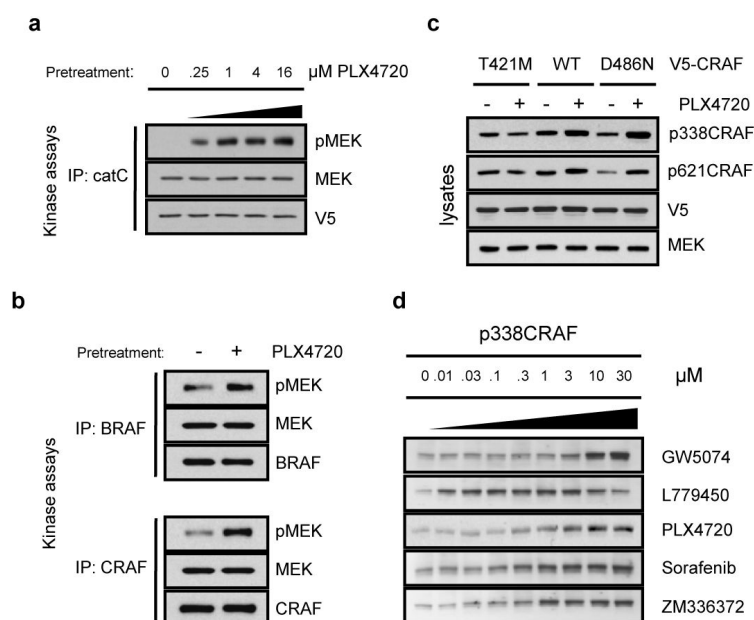 a
Pretreatment: 0 .25 1 4 16 µM PLX4720
Kinase assays
IP: catC
pMEK
MEK
V5
b
Pretreatment: - + PLX4720
Kinase assays
IP: BRAF
pMEK
MEK
BRAF
IP: CRAF
pMEK
MEK
CRAF
c
T421M WT D486N V5-CRAF
- + - + - + PLX4720
lysates
p338CRAF
p621CRAF
V5
MEK
d
p338CRAF
0 .01 .03 .1 .3 1 3 10 30 µM
GW5074
L779450
PLX4720
Sorafenib
ZM336372